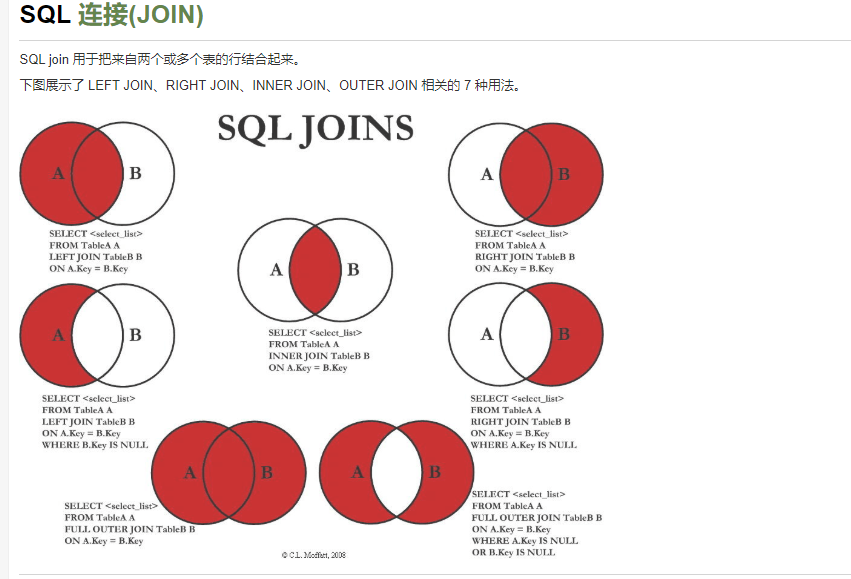 SQL 连接(JOIN)
SQL join 用于把来自两个或多个表的行结合起来。
下图展示了 LEFT JOIN、RIGHT JOIN、INNER JOIN、OUTER JOIN 相关的 7 种用法。
SQL JOINS
A B
SELECT <select_list>
FROM TableA A
LEFT JOIN TableB B
ON A.Key = B.Key
A B
SELECT <select_list>
FROM TableA A
RIGHT JOIN TableB B
ON A.Key = B.Key
A B
SELECT <select_list>
FROM TableA A
INNER JOIN TableB B
ON A.Key = B.Key
A B
SELECT <select_list>
FROM TableA A
LEFT JOIN TableB B
ON A.Key = B.Key
WHERE B.Key IS NULL
A B
SELECT <select_list>
FROM TableA A
RIGHT JOIN TableB B
ON A.Key = B.Key
WHERE A.Key IS NULL
A B
SELECT <select_list>
FROM TableA A
FULL OUTER JOIN TableB B
ON A.Key = B.Key
A B
SELECT <select_list>
FROM TableA A
FULL OUTER JOIN TableB B
ON A.Key = B.Key
WHERE A.Key IS NULL
OR B.Key IS NULL
© C.L. Moffatt, 2008